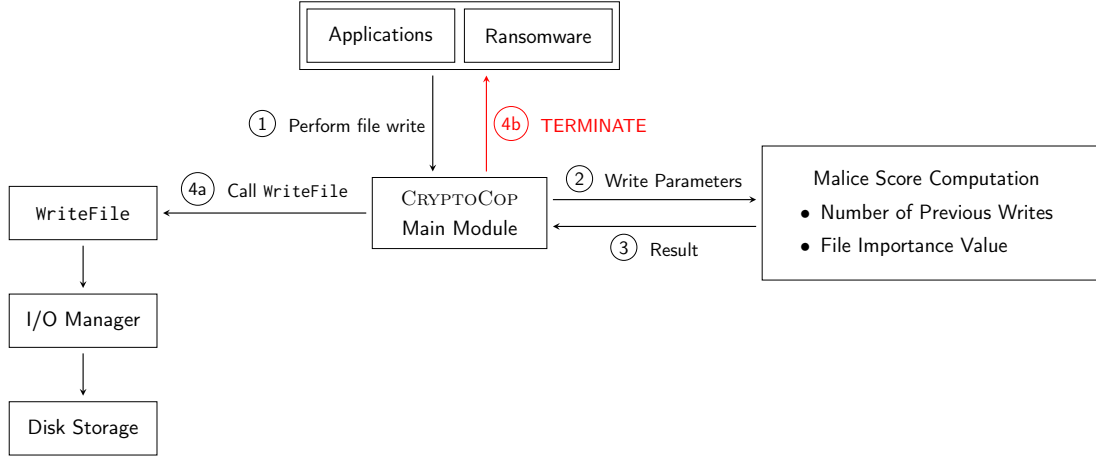 Applications
Ransomware
1 Perform file write
4b TERMINATE
4a Call WriteFile
2 Write Parameters
Malice Score Computation
• Number of Previous Writes
• File Importance Value
WriteFile
CRYPTOCOP
Main Module
3 Result
I/O Manager
Disk Storage